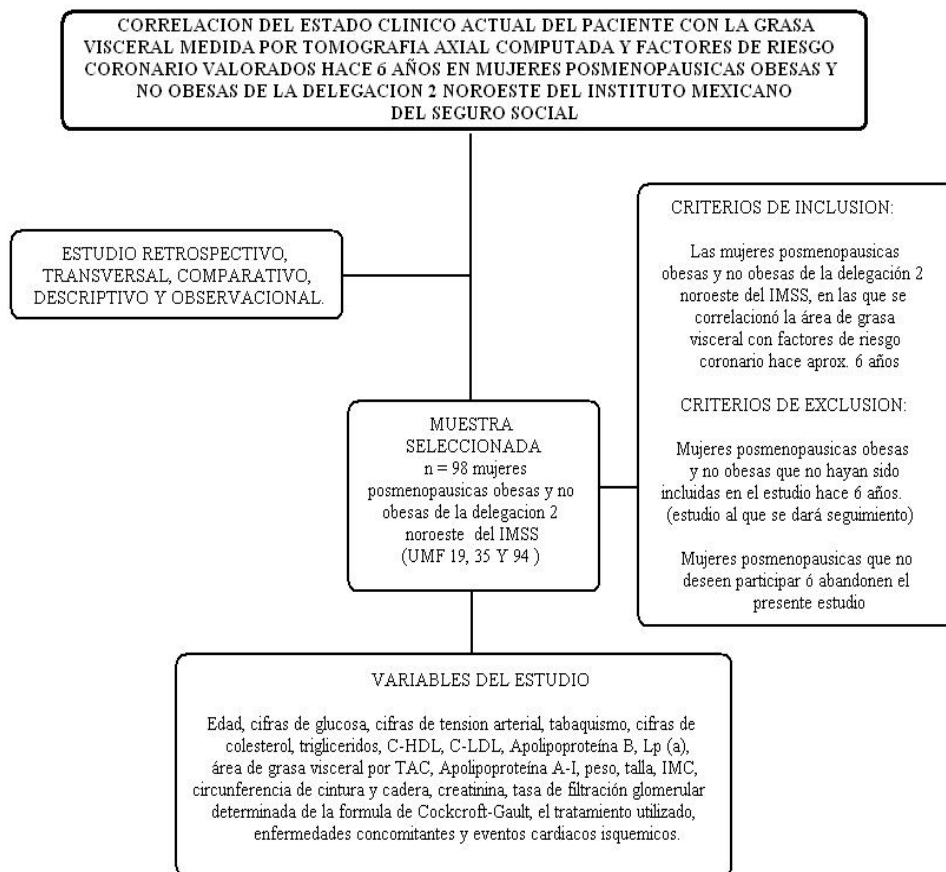 CORRELACION DEL ESTADO CLINICO ACTUAL DEL PACIENTE CON LA GRASA
VISCERAL MEDIDA POR TOMOGRAFIA AXIAL COMPUTADA Y FACTORES DE RIESGO
CORONARIO VALORADOS HACE 6 AÑOS EN MUJERES POSMENOPAUSICAS OBESAS Y
NO OBESAS DE LA DELEGACION 2 NOROESTE DEL INSTITUTO MEXICANO
DEL SEGURO SOCIAL
ESTUDIO RETROSPECTIVO,
TRANSVERSAL, COMPARATIVO,
DESCRIPTIVO Y OBSERVACIONAL.
CRITERIOS DE INCLUSION:
Las mujeres posmenopausicas
obesas y no obesas de la delegación 2
noroeste del IMSS, en las que se
correlacionó la área de grasa
visceral con factores de riesgo
coronario hace aprox. 6 años
CRITERIOS DE EXCLUSION:
Mujeres posmenopausicas obesas
y no obesas que no hayan sido
incluidas en el estudio hace 6 años.
(estudio al que se dará seguimiento)
Mujeres posmenopausicas que no
deseen participar ó abandonen el
presente estudio
MUESTRA
SELECCIONADA
n = 98 mujeres
posmenopausicas obesas y no
obesas de la delegacion 2
noroeste del IMSS
(UMF 19, 35 Y 94 )
VARIABLES DEL ESTUDIO
Edad, cifras de glucosa, cifras de tension arterial, tabaquismo, cifras de
colesterol, trigliceridos, C-HDL, C-LDL, Apolipoproteína B, Lp (a),
área de grasa visceral por TAC, Apolipoproteína A-I, peso, talla, IMC,
circunferencia de cintura y cadera, creatinina, tasa de filtración glomerular
determinada de la formula de Cockcroft-Gault, el tratamiento utilizado,
enfermedades concomitantes y eventos cardiacos isquemicos.